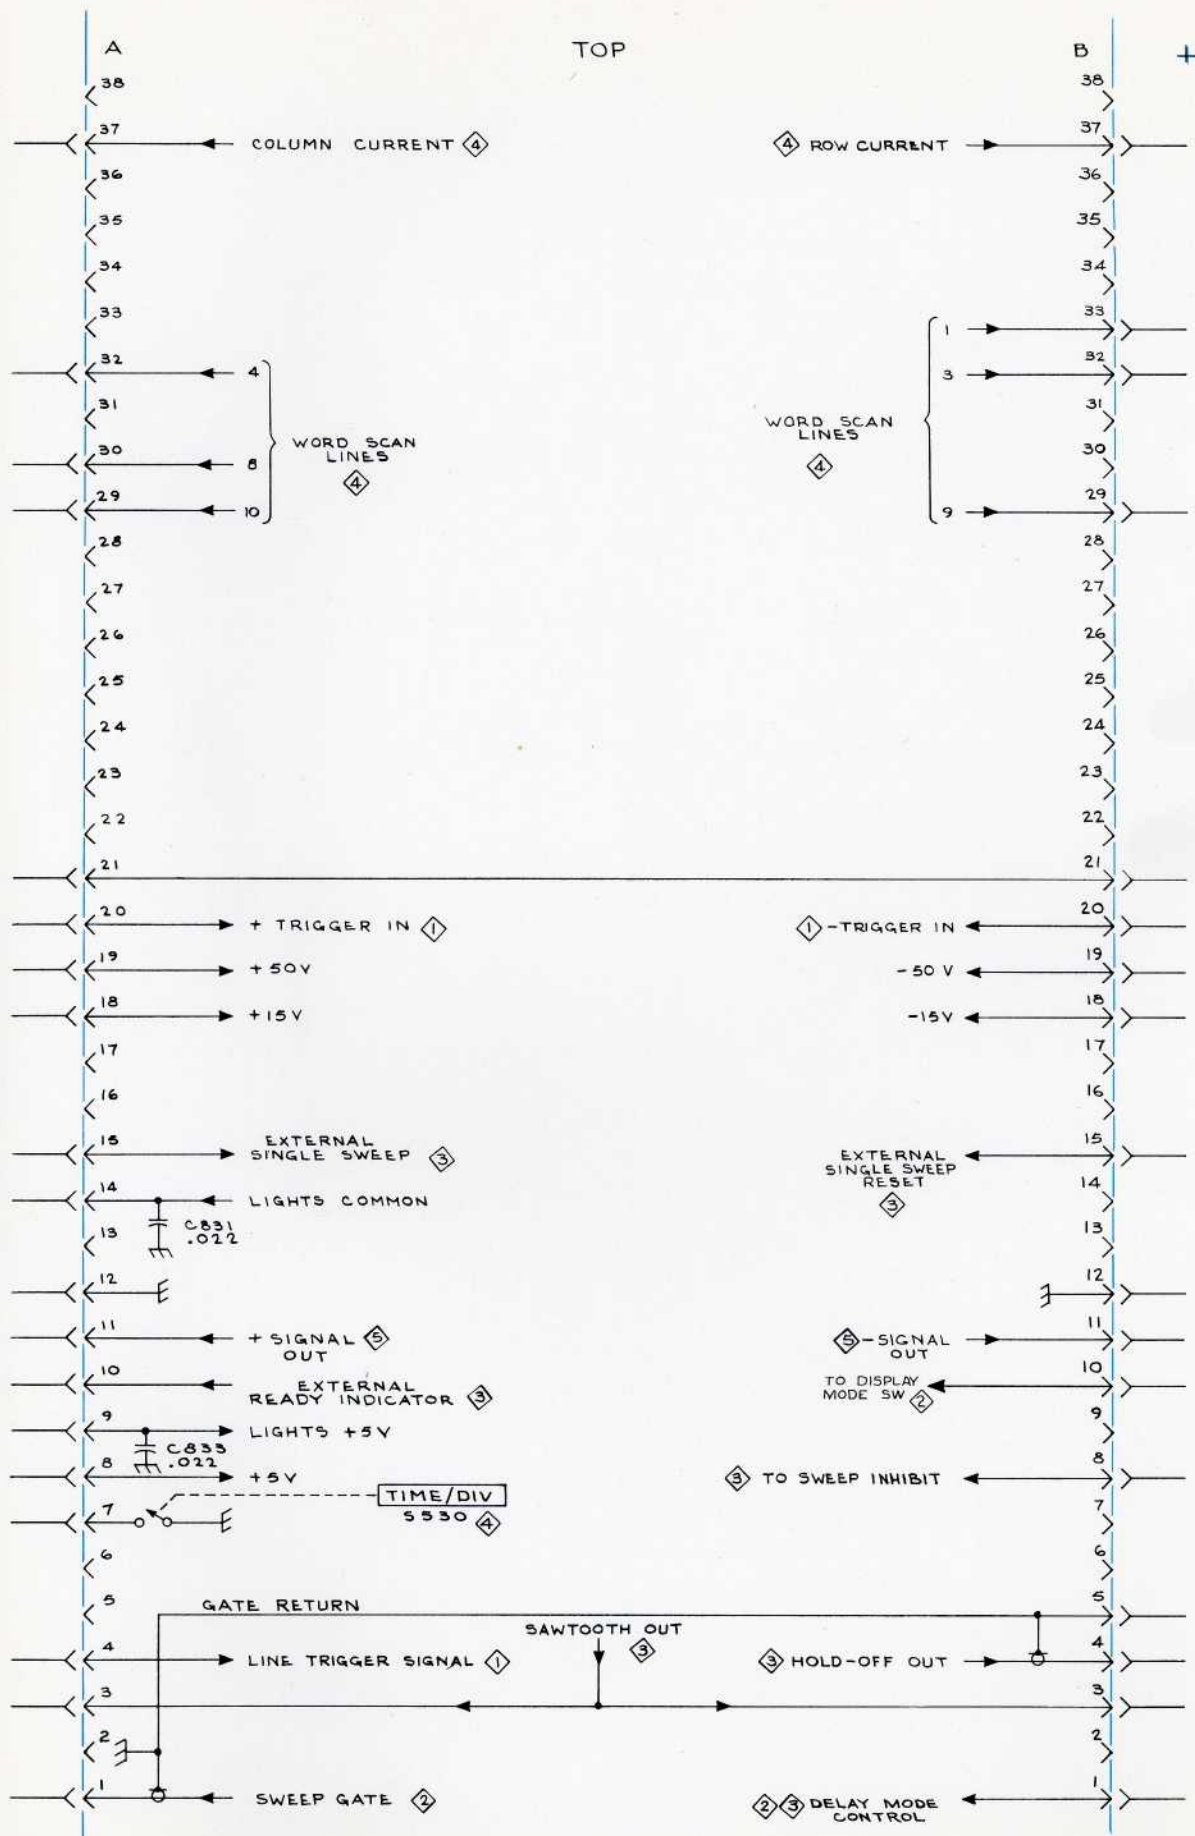 A TOP B +
38 38
37 COLUMN CURRENT 4 4 ROW CURRENT 37
36 36
35 35
34 34
33 1 33
32 4 3 32
31 31
WORD SCAN LINES 4
WORD SCAN LINES 4
30 8 30
29 10 9 29
28 28
27 27
26 26
25 25
24 24
23 23
22 22
21 21
20 + TRIGGER IN 1 1 -TRIGGER IN 20
19 +50V -50 V 19
18 +15V -15V 18
17 17
16 16
15 EXTERNAL SINGLE SWEEP 3 EXTERNAL SINGLE SWEEP RESET 3 15
14 LIGHTS COMMON 14
C831
.022
13 13
12 12
11 + SIGNAL OUT 5 5 -SIGNAL OUT 11
10 EXTERNAL READY INDICATOR 3 TO DISPLAY MODE SW 2 10
9 LIGHTS +5V 9
C833
.022
8 +5V 3 TO SWEEP INHIBIT 8
TIME/DIV
S530 4
7 7
6 6
5 GATE RETURN 5
SAWTOOTH OUT 3
4 LINE TRIGGER SIGNAL 1 3 HOLD-OFF OUT 4
3 3
2 2
1 SWEEP GATE 2 2 3 DELAY MODE CONTROL 1